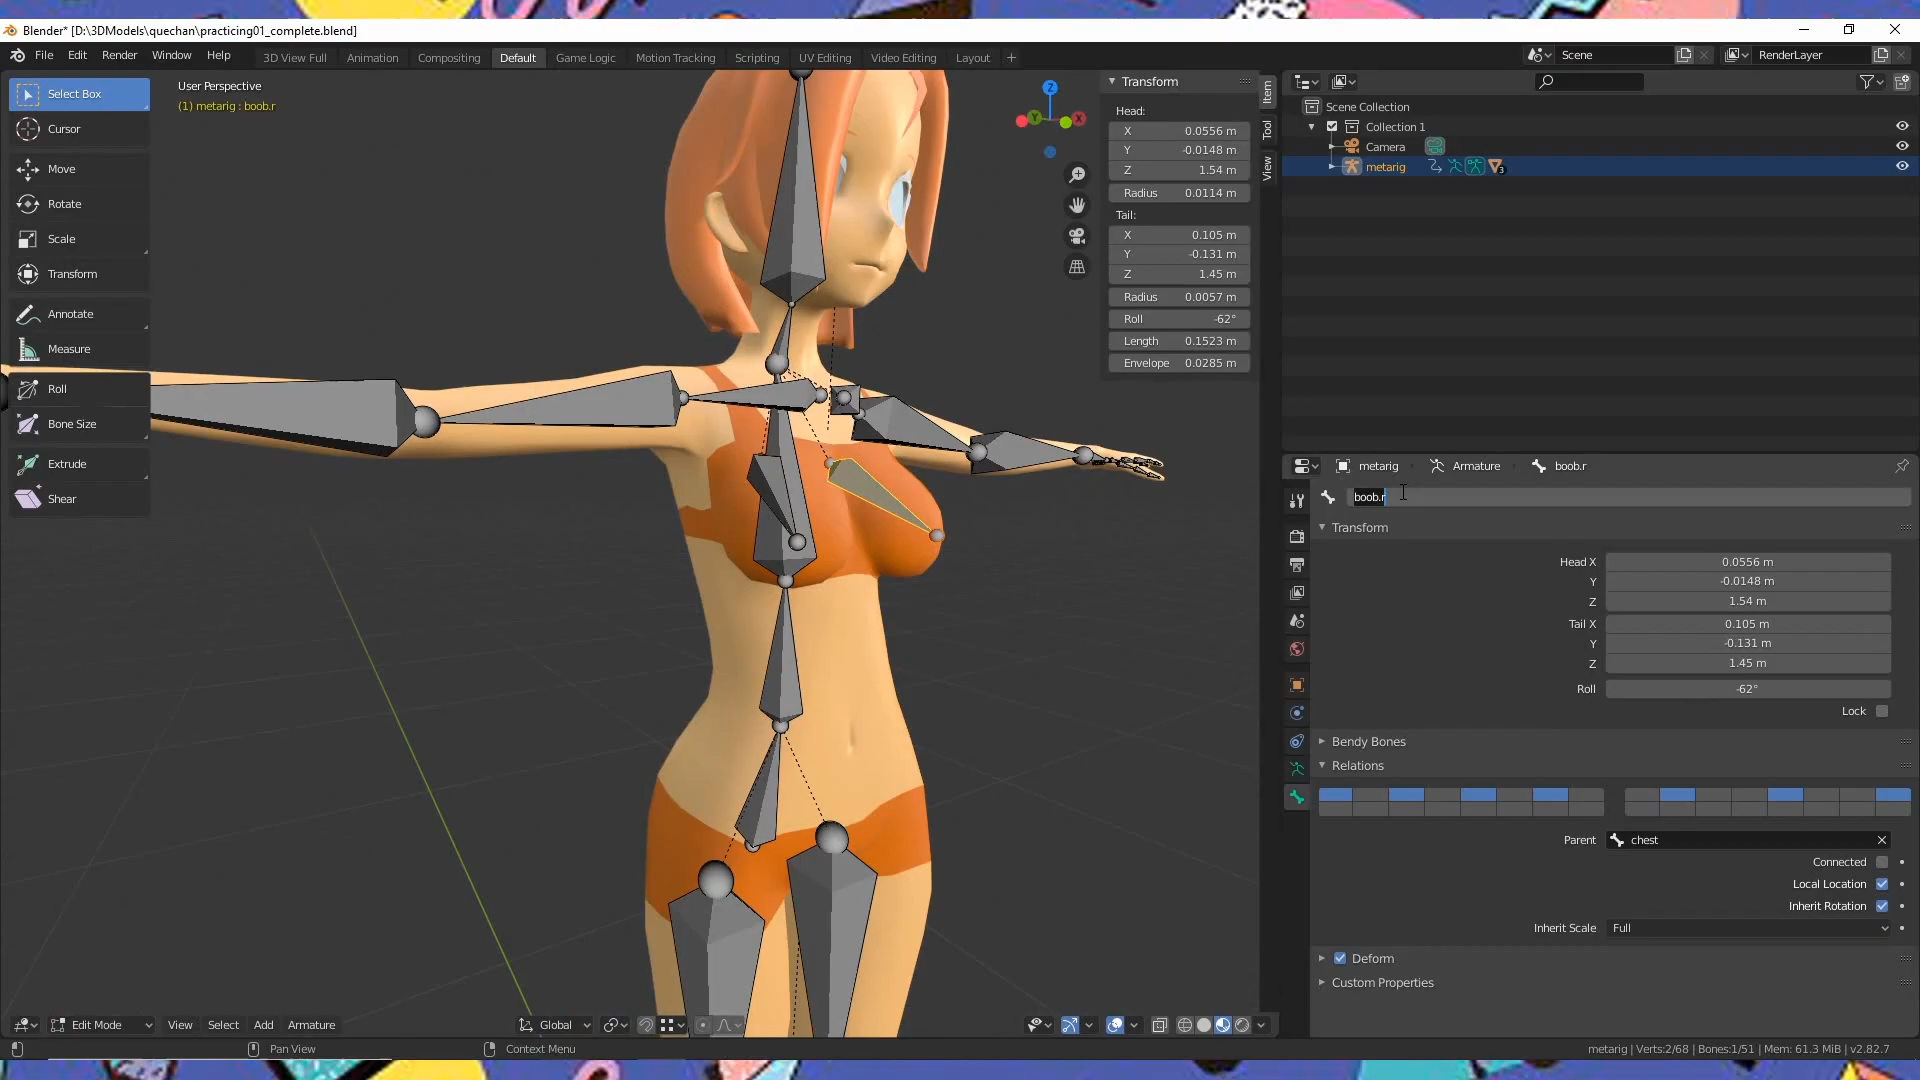 Blender* [D:\3DModels\quechan\practicing01_complete.blend]
File Edit Render Window Help 3D View Full Animation Compositing Default Game Logic Motion Tracking Scripting UV Editing Video Editing Layout Scene RenderLayer
Select Box
Cursor
Move
Rotate
Scale
Transform
Annotate
Measure
Roll
Bone Size
Extrude
Shear
User Perspective
(1) metarig : boob.r
Z
Y
X
Transform
Head:
X 0.0556 m
Y -0.0148 m
Z 1.54 m
Radius 0.0114 m
Tail:
X 0.105 m
Y -0.131 m
Z 1.45 m
Radius 0.0057 m
Roll -62°
Length 0.1523 m
Envelope 0.0285 m
Item
Tool
View
Scene Collection
Collection 1
Camera
metarig 3
metarig Armature boob.r
boob.r
Transform
Head X 0.0556 m
Y -0.0148 m
Z 1.54 m
Tail X 0.105 m
Y -0.131 m
Z 1.45 m
Roll -62°
Lock
Bendy Bones
Relations
Parent chest
Connected
Local Location
Inherit Rotation
Inherit Scale Full
Deform
Custom Properties
Edit Mode View Select Add Armature Global
Pan View Context Menu metarig | Verts:2/68 | Bones:1/51 | Mem: 61.3 MiB | v2.82.7